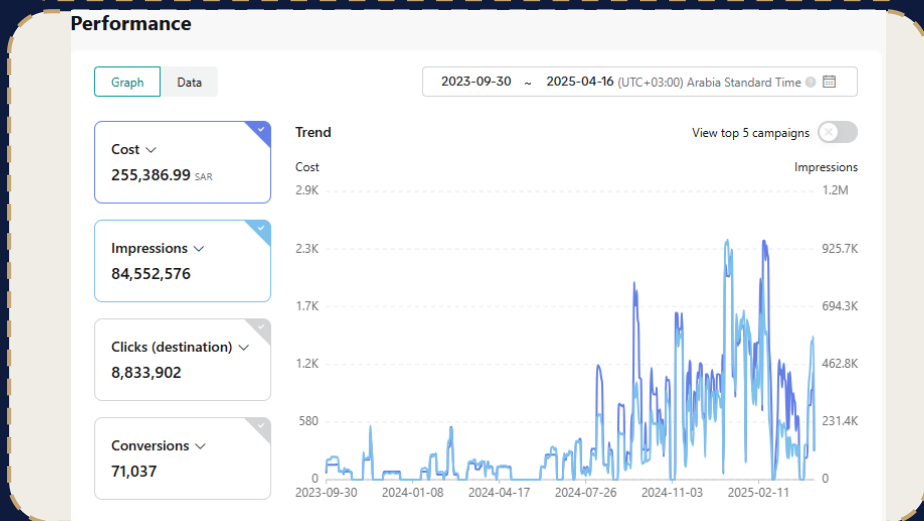 Performance
Graph
Data
2023-09-30 ~ 2025-04-16 (UTC+03:00) Arabia Standard Time
Cost
255,386.99 SAR
Impressions
84,552,576
Clicks (destination)
8,833,902
Conversions
71,037
Trend
View top 5 campaigns
Cost
Impressions
2.9K
1.2M
2.3K
925.7K
1.7K
694.3K
1.2K
462.8K
580
231.4K
0
0
2023-09-30
2024-01-08
2024-04-17
2024-07-26
2024-11-03
2025-02-11